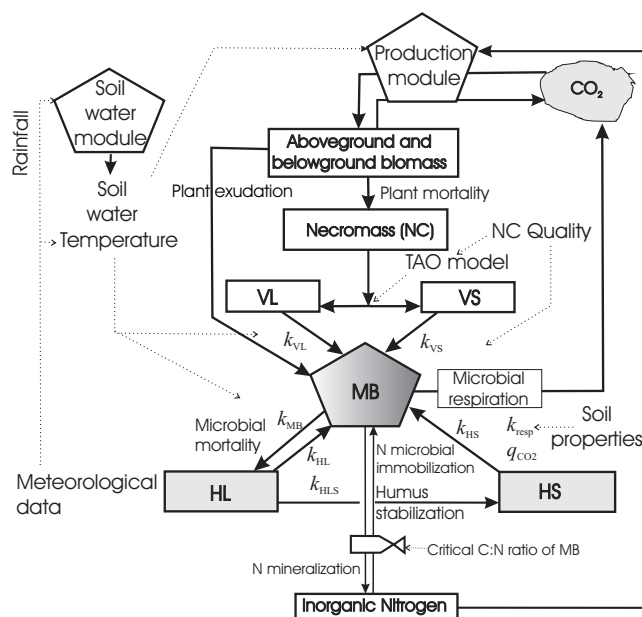 Production
module
CO2
Soil
water
module
Rainfall
Aboveground and
belowground biomass
Plant exudation
Plant mortality
Soil
water
Temperature
Necromass (NC)
NC Quality
TAO model
VL
VS
kVL
kVS
MB
Microbial
respiration
Microbial
mortality
kMB
kHL
kHS
kresp
qCO2
Soil
properties
N microbial
immobilization
Meteorological
data
HL
kHLS
Humus
stabilization
HS
Critical C:N ratio of MB
N mineralization
Inorganic Nitrogen